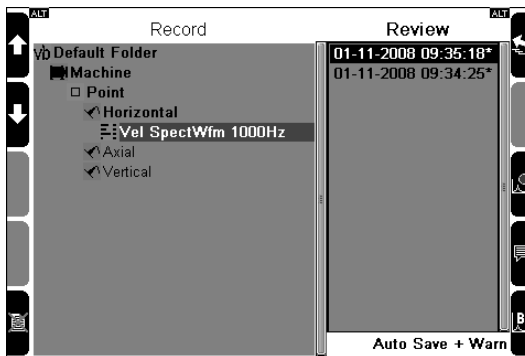 ALT
ALT
Record
Review
Default Folder
Machine
Point
Horizontal
Vel SpectWfm 1000Hz
Axial
Vertical
01-11-2008 09:35:18*
01-11-2008 09:34:25*
Auto Save + Warn
B